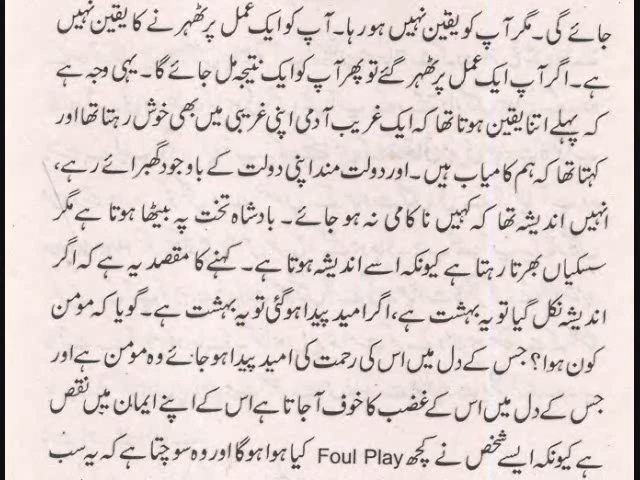 جائے گی۔ مگر آپ کو یقین نہیں ہو رہا۔ آپ کو ایک عمل پر ٹھہرنے کا یقین نہیں
ہے۔ اگر آپ ایک عمل پر ٹھہر گئے تو پھر آپ کو ایک نتیجہ مل جائے گا۔ یہی وجہ ہے
کہ پہلے اتنا یقین ہوتا تھا کہ ایک غریب آدمی اپنی غریبی میں بھی خوش رہتا تھا اور
کہتا تھا کہ ہم کامیاب ہیں۔ اور دولت مند اپنی دولت کے باوجود گھبرائے رہے،
انہیں اندیشہ تھا کہ کہیں ناکامی نہ ہو جائے۔ بادشاہ تخت پہ بیٹھا ہوتا ہے مگر
سسکیاں بھرتا رہتا ہے کیونکہ اسے اندیشہ ہوتا ہے۔ کہنے کا مقصد یہ ہے کہ اگر
اندیشہ نکل گیا تو یہ بہشت ہے، اگر امید پیدا ہو گئی تو یہ بہشت ہے۔ گویا کہ مومن
کون ہوا؟ جس کے دل میں اس کی رحمت کی امید پیدا ہو جائے وہ مومن ہے اور
جس کے دل میں اس کے غضب کا خوف آ جاتا ہے اس کے اپنے ایمان میں نقص
ہے کیونکہ ایسے شخص نے کچھ Foul Play کیا ہوا ہوگا اور وہ سوچتا ہے کہ یہ سب